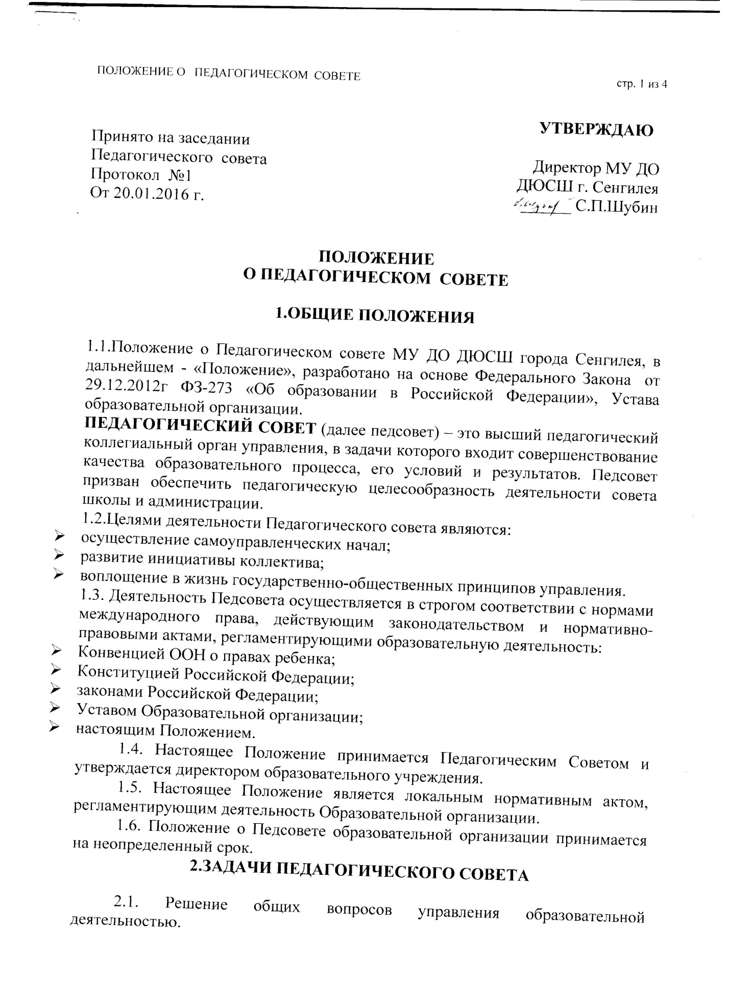 ПОЛОЖЕНИЕ О ПЕДАГОГИЧЕСКОМ СОВЕТЕ
стр. 1 из 4
Принято на заседании
Педагогического совета
Протокол №1
От 20.01.2016 г.
УТВЕРЖДАЮ
Директор МУ ДО
ДЮСШ г. Сенгилея
С.П.Шубин
ПОЛОЖЕНИЕ
О ПЕДАГОГИЧЕСКОМ СОВЕТЕ
1.ОБЩИЕ ПОЛОЖЕНИЯ
1.1.Положение о Педагогическом совете МУ ДО ДЮСШ города Сенгилея, в
дальнейшем - «Положение», разработано на основе Федерального Закона от
29.12.2012г ФЗ-273 «Об образовании в Российской Федерации», Устава
образовательной организации.
ПЕДАГОГИЧЕСКИЙ СОВЕТ (далее педсовет) – это высший педагогический
коллегиальный орган управления, в задачи которого входит совершенствование
качества образовательного процесса, его условий и результатов. Педсовет
призван обеспечить педагогическую целесообразность деятельности совета
школы и администрации.
1.2.Целями деятельности Педагогического совета являются:
➢ осуществление самоуправленческих начал;
➢ развитие инициативы коллектива;
➢ воплощение в жизнь государственно-общественных принципов управления.
1.3. Деятельность Педсовета осуществляется в строгом соответствии с нормами
международного права, действующим законодательством и нормативно-
правовыми актами, регламентирующими образовательную деятельность:
➢ Конвенцией ООН о правах ребенка;
➢ Конституцией Российской Федерации;
➢ законами Российской Федерации;
➢ Уставом Образовательной организации;
➢ настоящим Положением.
1.4. Настоящее Положение принимается Педагогическим Советом и
утверждается директором образовательного учреждения.
1.5. Настоящее Положение является локальным нормативным актом,
регламентирующим деятельность Образовательной организации.
1.6. Положение о Педсовете образовательной организации принимается
на неопределенный срок.
2.ЗАДАЧИ ПЕДАГОГИЧЕСКОГО СОВЕТА
2.1. Решение общих вопросов управления образовательной
деятельностью.